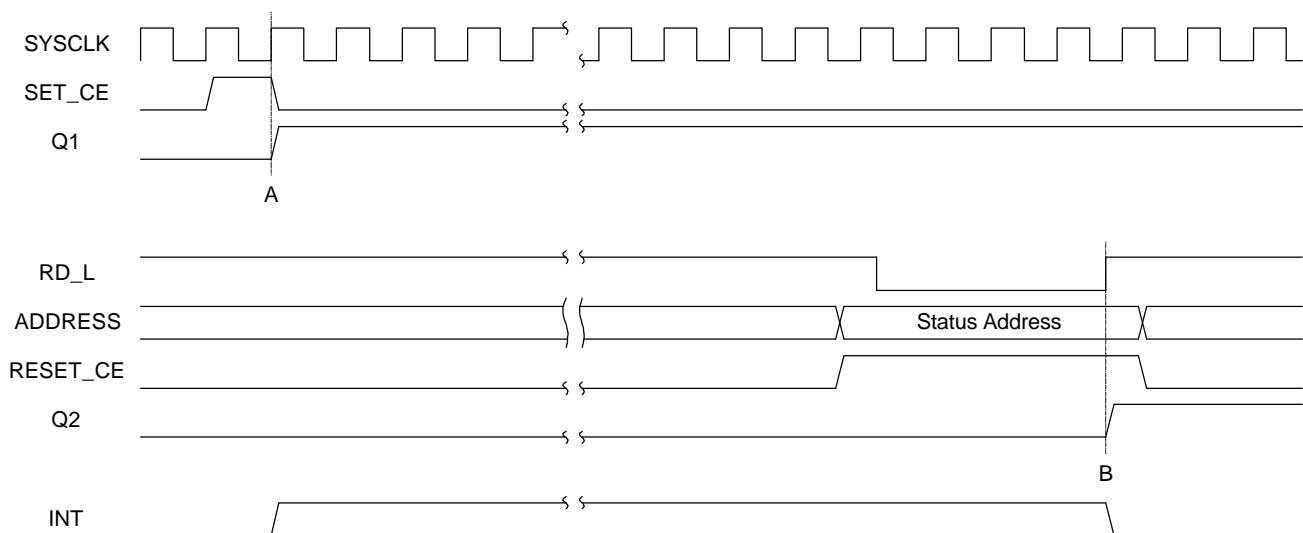 SYSCLK
SET_CE
Q1
A
RD_L
ADDRESS
Status Address
RESET_CE
Q2
B
INT